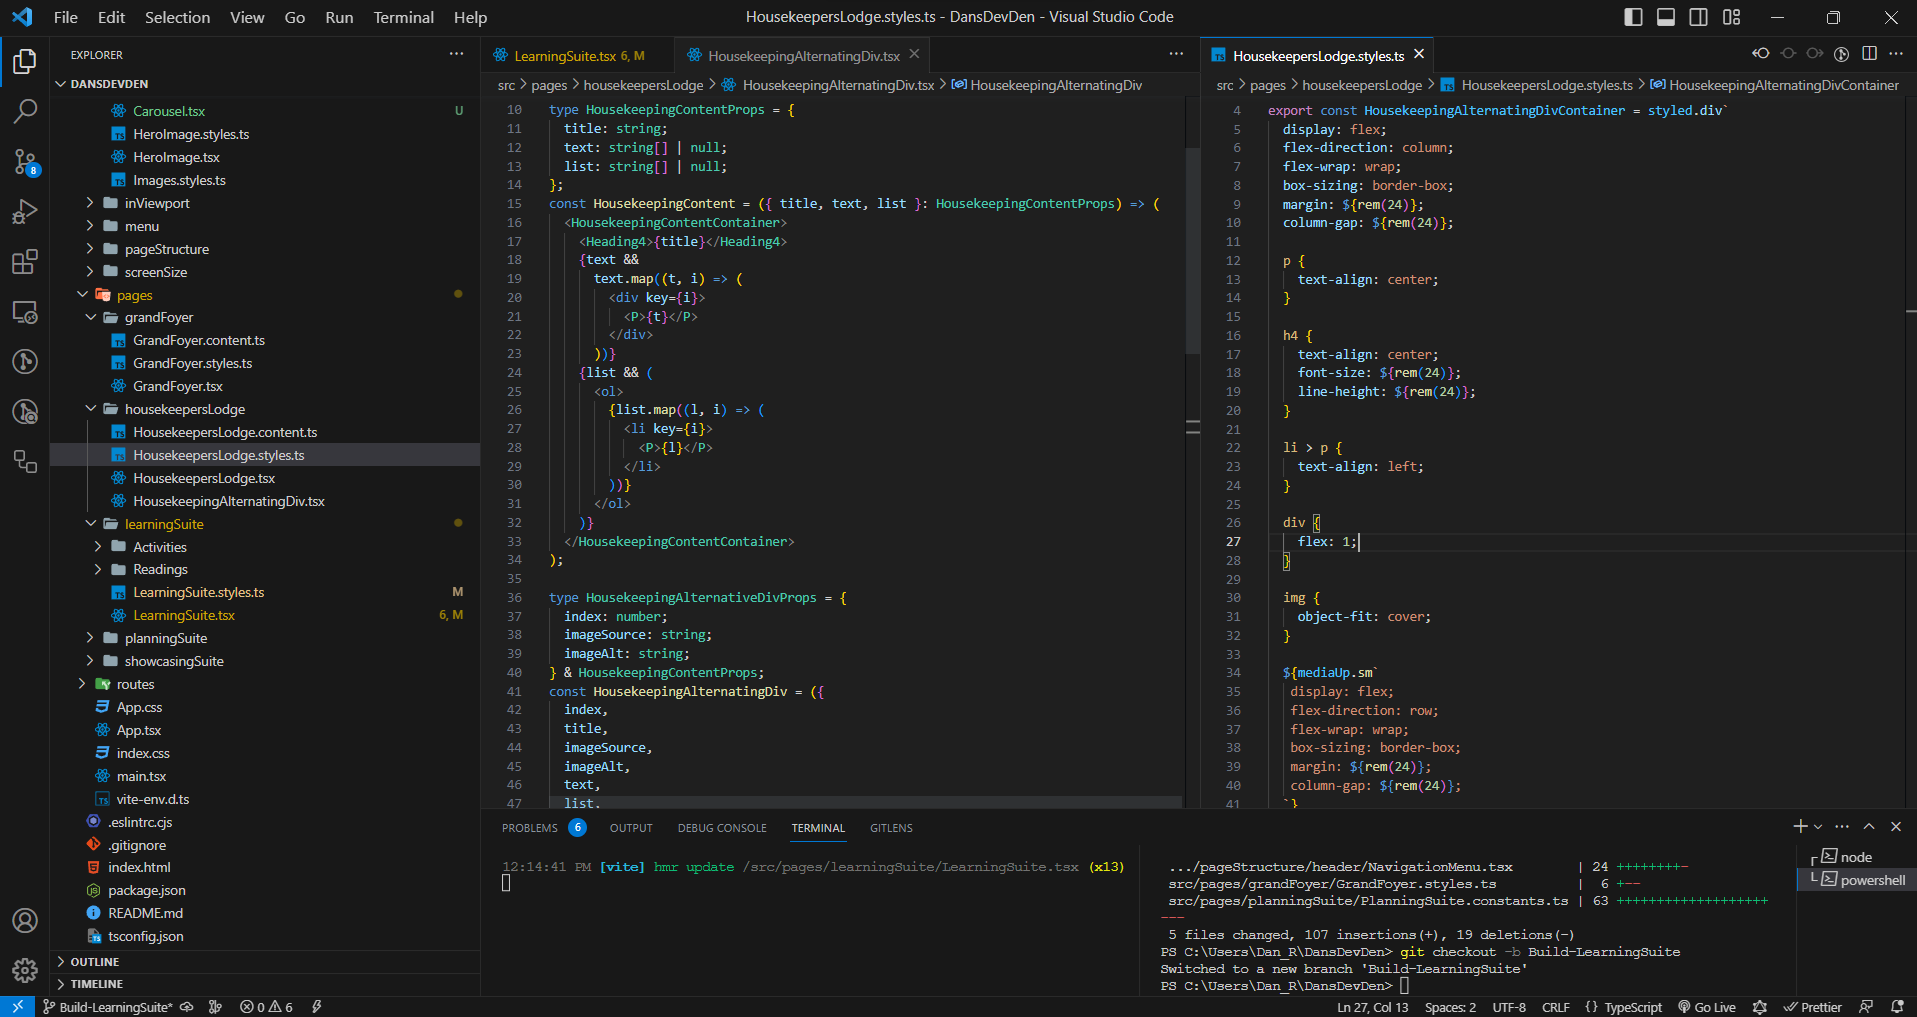 File Edit Selection View Go Run Terminal Help
HousekeepersLodge.styles.ts - DansDevDen - Visual Studio Code
EXPLORER
DANSDEVDEN
Carousel.tsx U
HeroImage.styles.ts
HeroImage.tsx
Images.styles.ts
inViewport
menu
pageStructure
screenSize
pages
grandFoyer
GrandFoyer.content.ts
GrandFoyer.styles.ts
GrandFoyer.tsx
housekeepersLodge
HousekeepersLodge.content.ts
HousekeepersLodge.styles.ts
HousekeepersLodge.tsx
HousekeepingAlternatingDiv.tsx
learningSuite
Activities
Readings
LearningSuite.styles.ts M
LearningSuite.tsx 6, M
planningSuite
showcasingSuite
routes
App.css
App.tsx
index.css
main.tsx
vite-env.d.ts
.eslintrc.cjs
.gitignore
index.html
package.json
README.md
tsconfig.json
OUTLINE
TIMELINE
8
LearningSuite.tsx 6, M
HousekeepingAlternatingDiv.tsx
src > pages > housekeepersLodge > HousekeepingAlternatingDiv.tsx > HousekeepingAlternatingDiv
10 type HousekeepingContentProps = {
11 title: string;
12 text: string[] | null;
13 list: string[] | null;
14 };
15 const HousekeepingContent = ({ title, text, list }: HousekeepingContentProps) => (
16 <HousekeepingContentContainer>
17 <Heading4>{title}</Heading4>
18 {text &&
19 text.map((t, i) => (
20 <div key={i}>
21 <P>{t}</P>
22 </div>
23 ))}
24 {list && (
25 <ol>
26 {list.map((l, i) => (
27 <li key={i}>
28 <P>{l}</P>
29 </li>
30 ))}
31 </ol>
32 )}
33 </HousekeepingContentContainer>
34 );
35
36 type HousekeepingAlternativeDivProps = {
37 index: number;
38 imageSource: string;
39 imageAlt: string;
40 } & HousekeepingContentProps;
41 const HousekeepingAlternatingDiv = ({
42 index,
43 title,
44 imageSource,
45 imageAlt,
46 text,
47 list,
HousekeepersLodge.styles.ts
src > pages > housekeepersLodge > HousekeepersLodge.styles.ts > HousekeepingAlternatingDivContainer
4 export const HousekeepingAlternatingDivContainer = styled.div`
5 display: flex;
6 flex-direction: column;
7 flex-wrap: wrap;
8 box-sizing: border-box;
9 margin: ${rem(24)};
10 column-gap: ${rem(24)};
11
12 p {
13 text-align: center;
14 }
15
16 h4 {
17 text-align: center;
18 font-size: ${rem(24)};
19 line-height: ${rem(24)};
20 }
21
22 li > p {
23 text-align: left;
24 }
25
26 div {
27 flex: 1;
28 }
29
30 img {
31 object-fit: cover;
32 }
33
34 ${mediaUp.sm`
35 display: flex;
36 flex-direction: row;
37 flex-wrap: wrap;
38 box-sizing: border-box;
39 margin: ${rem(24)};
40 column-gap: ${rem(24)};
41 `}
PROBLEMS 6 OUTPUT DEBUG CONSOLE TERMINAL GITLENS
12:14:41 PM [vite] hmr update /src/pages/learningSuite/LearningSuite.tsx (x13)
.../pageStructure/header/NavigationMenu.tsx | 24 ++++++++-
src/pages/grandFoyer/GrandFoyer.styles.ts | 6 +--
src/pages/planningSuite/PlanningSuite.constants.ts | 63 +++++++++++++++++++
---
5 files changed, 107 insertions(+), 19 deletions(-)
PS C:\Users\Dan_R\DansDevDen> git checkout -b Build-LearningSuite
Switched to a new branch 'Build-LearningSuite'
PS C:\Users\Dan_R\DansDevDen>
node
powershell
Build-LearningSuite* 0 6
Ln 27, Col 13 Spaces: 2 UTF-8 CRLF {} TypeScript Go Live Prettier